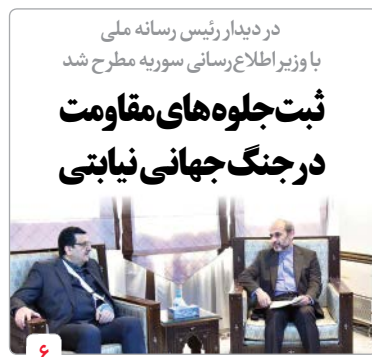 در دیدار رئیس رسانه ملی
با وزیر اطلاع‌رسانی سوریه مطرح شد
ثبت جلوه‌های مقاومت
در جنگ جهانی نیابتی
۶